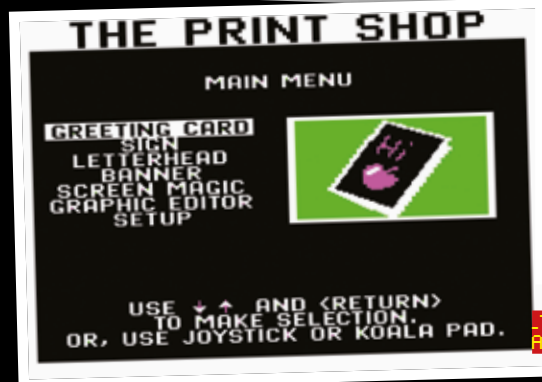 THE PRINT SHOP
MAIN MENU
GREETING CARD
SIGN
LETTERHEAD
BANNER
SCREEN MAGIC
GRAPHIC EDITOR
SETUP
Hi
USE ↓ ↑ AND <RETURN>
TO MAKE SELECTION.
OR, USE JOYSTICK OR KOALA PAD.